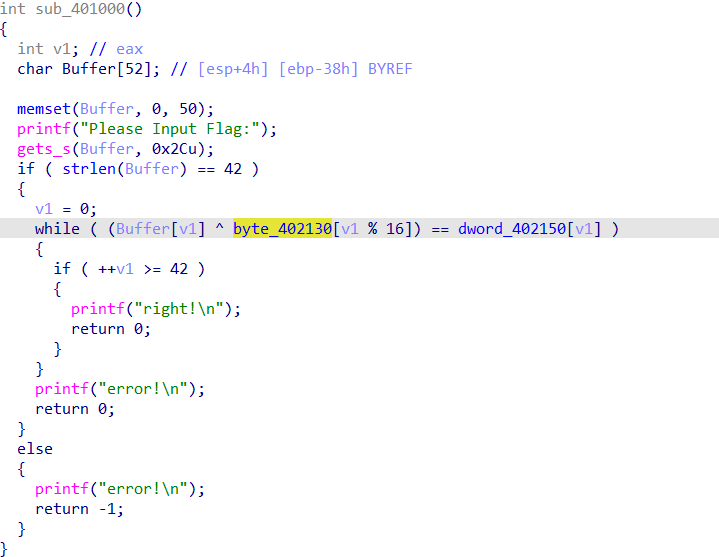 int sub_401000()
{
  int v1; // eax
  char Buffer[52]; // [esp+4h] [ebp-38h] BYREF

  memset(Buffer, 0, 50);
  printf("Please Input Flag:");
  gets_s(Buffer, 0x2Cu);
  if ( strlen(Buffer) == 42 )
  {
    v1 = 0;
    while ( (Buffer[v1] ^ byte_402130[v1 % 16]) == dword_402150[v1] )
    {
      if ( ++v1 >= 42 )
      {
        printf("right!\n");
        return 0;
      }
    }
    printf("error!\n");
    return 0;
  }
  else
  {
    printf("error!\n");
    return -1;
  }
}